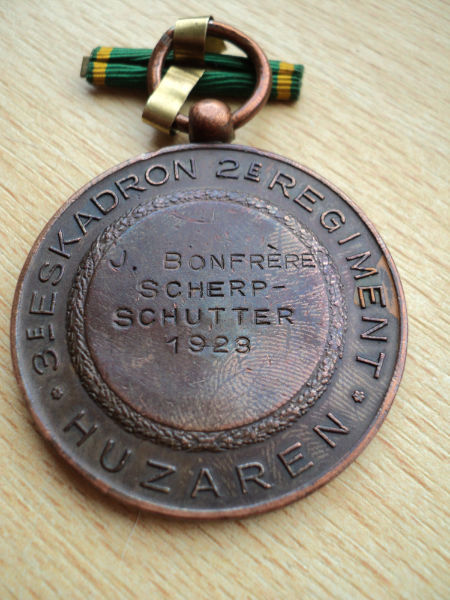 3E ESKADRON 2E REGIMENT
HUZAREN
J. BONFRÈRE
SCHERP-
SCHUTTER
1923